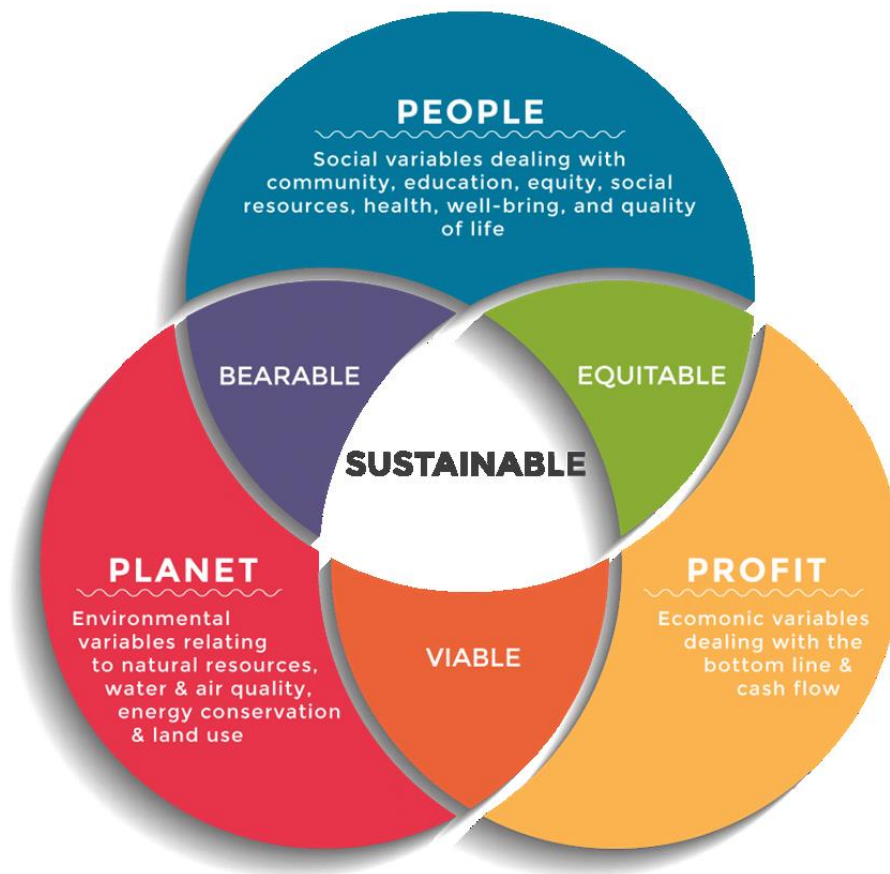 PEOPLE
Social variables dealing with
community, education, equity, social
resources, health, well-bring, and quality
of life
BEARABLE
EQUITABLE
SUSTAINABLE
PLANET
Environmental
variables relating
to natural resources,
water & air quality,
energy conservation
& land use
VIABLE
PROFIT
Ecomonic variables
dealing with the
bottom line &
cash flow